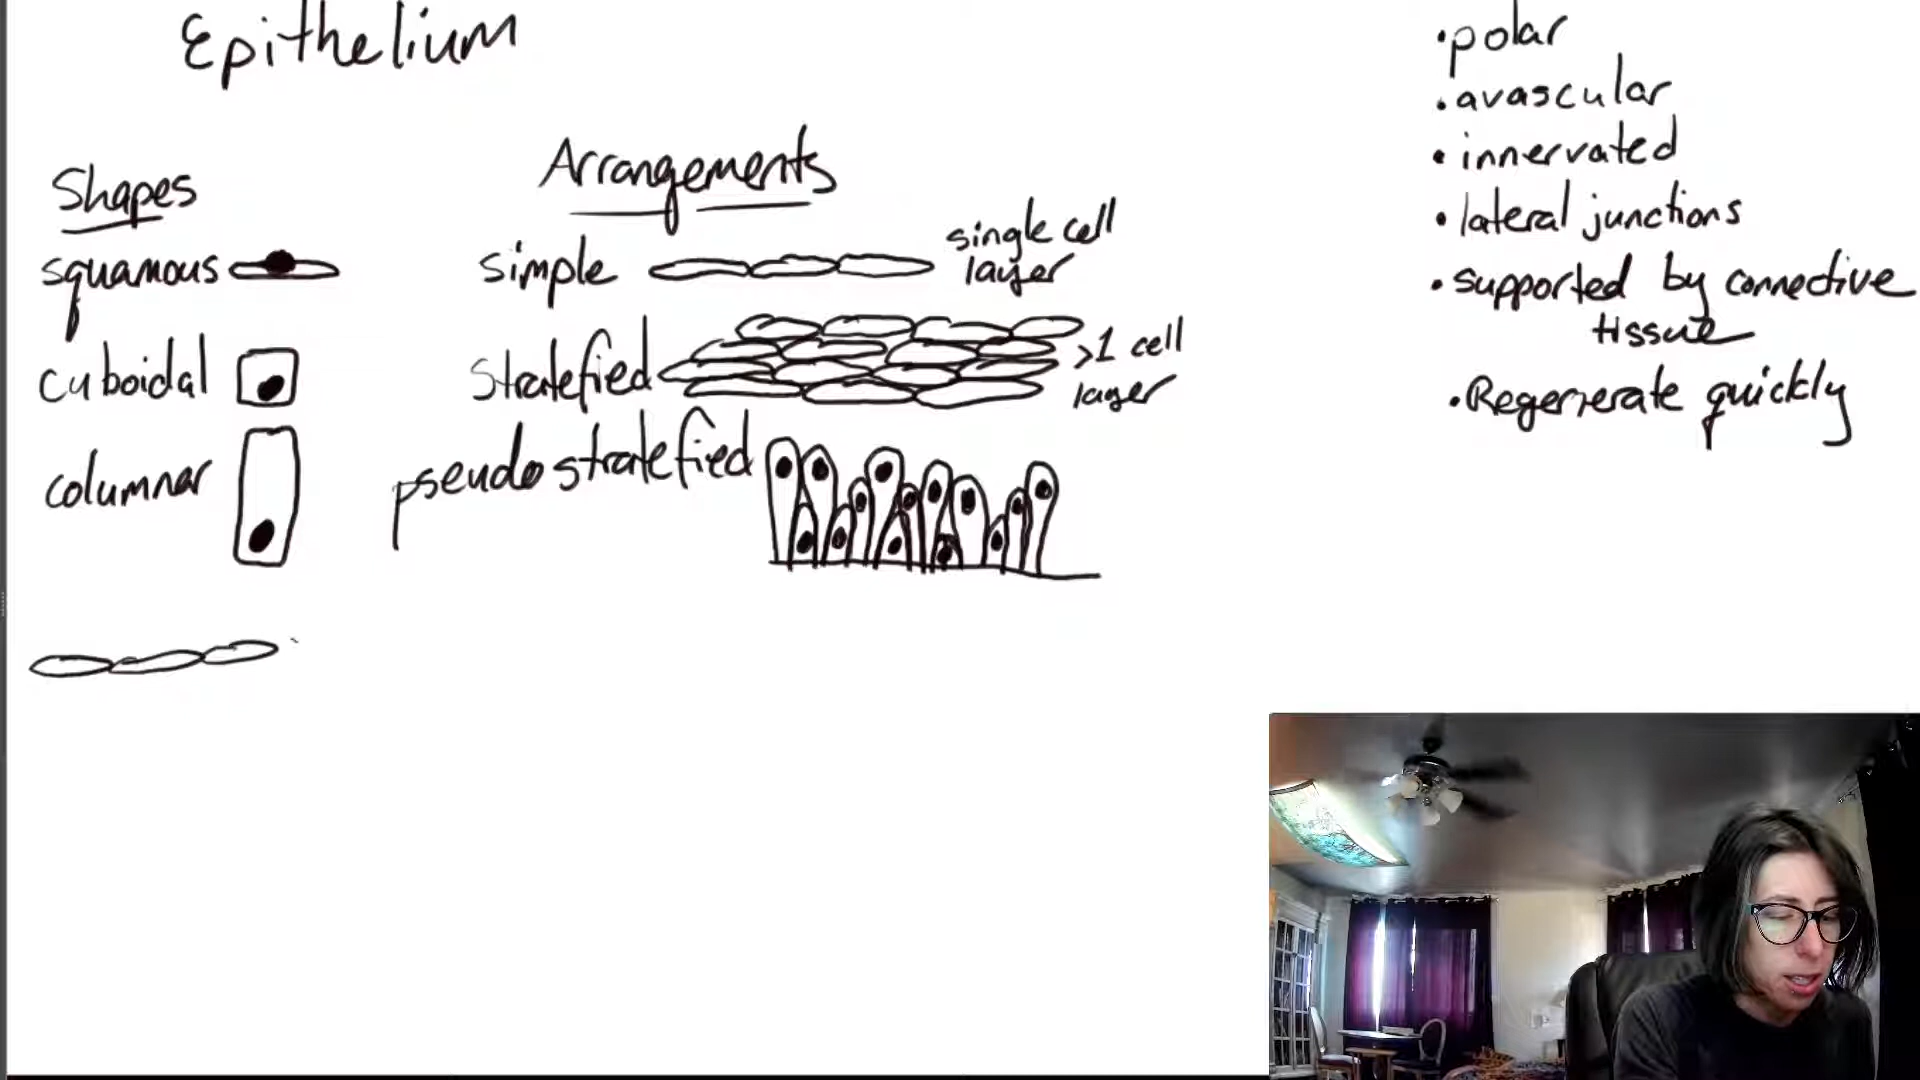 Epithelium
Shapes
squamous
cuboidal
columnar
Arrangements
simple
single cell
layer
Stratefied
>1 cell
layer
pseudostratefied
• polar
• avascular
• innervated
• lateral junctions
• supported by connective
tissue
• Regenerate quickly